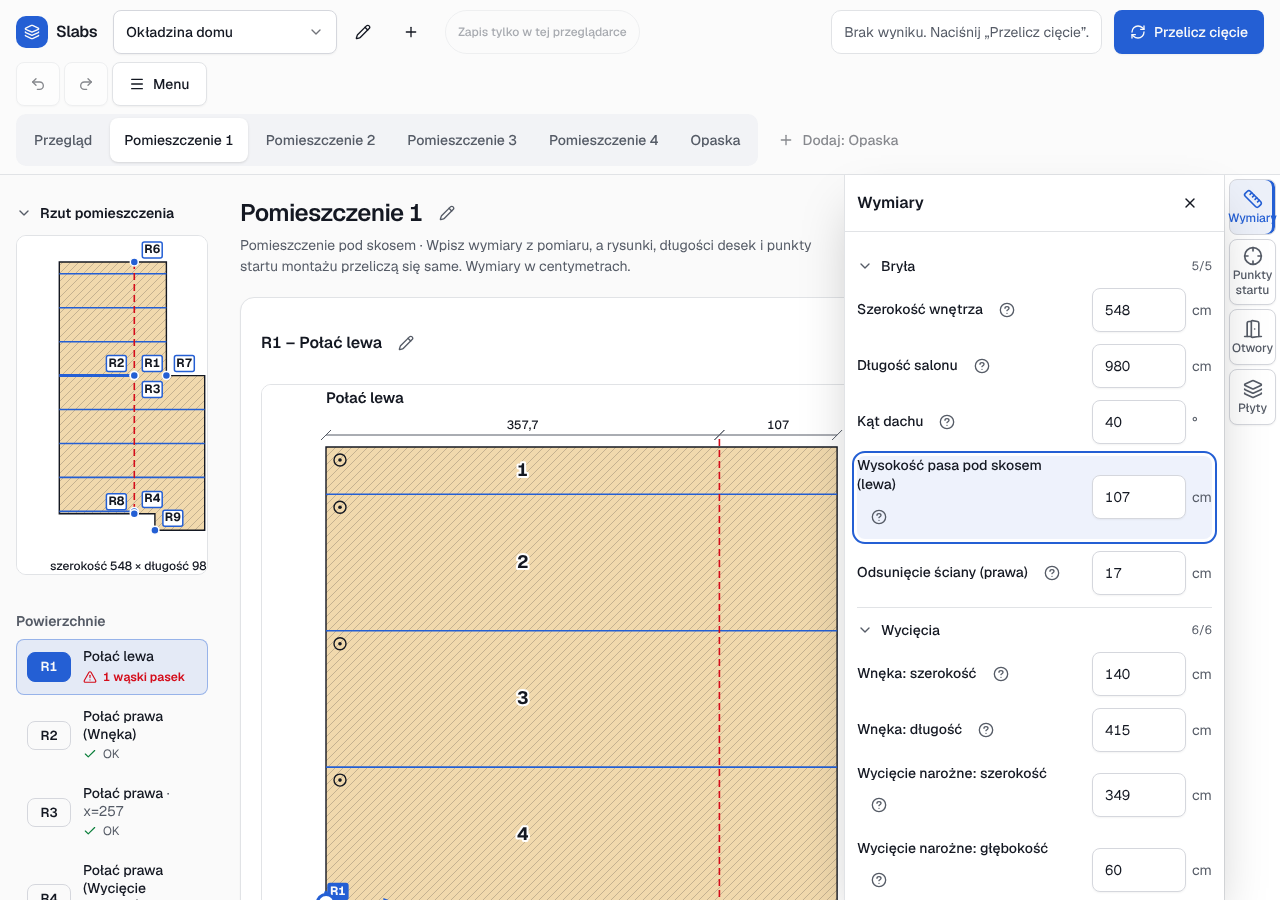 Slabs
Okładzina domu
Zapis tylko w tej przeglądarce
Brak wyniku. Naciśnij „Przelicz cięcie”.
Przelicz cięcie
Menu
Przegląd
Pomieszczenie 1
Pomieszczenie 2
Pomieszczenie 3
Pomieszczenie 4
Opaska
Dodaj: Opaska
Rzut pomieszczenia
R6
R2
R1
R7
R3
R8
R4
R9
szerokość 548 × długość 98
Powierzchnie
R1
Połać lewa
1 wąski pasek
R2
Połać prawa
(Wnęka)
OK
R3
Połać prawa ·
x=257
OK
R4
Połać prawa
(Wycięcie
Pomieszczenie 1
Pomieszczenie pod skosem · Wpisz wymiary z pomiaru, a rysunki, długości desek i punkty
startu montażu przeliczą się same. Wymiary w centymetrach.
R1 – Połać lewa
Połać lewa
357,7
107
1
2
3
4
R1
Wymiary
Bryła
5/5
Szerokość wnętrza
548
cm
Długość salonu
980
cm
Kąt dachu
40
°
Wysokość pasa pod skosem
(lewa)
107
cm
Odsunięcie ściany (prawa)
17
cm
Wycięcia
6/6
Wnęka: szerokość
140
cm
Wnęka: długość
415
cm
Wycięcie narożne: szerokość
349
cm
Wycięcie narożne: głębokość
60
cm
Wymiary
Punkty
startu
Otwory
Płyty